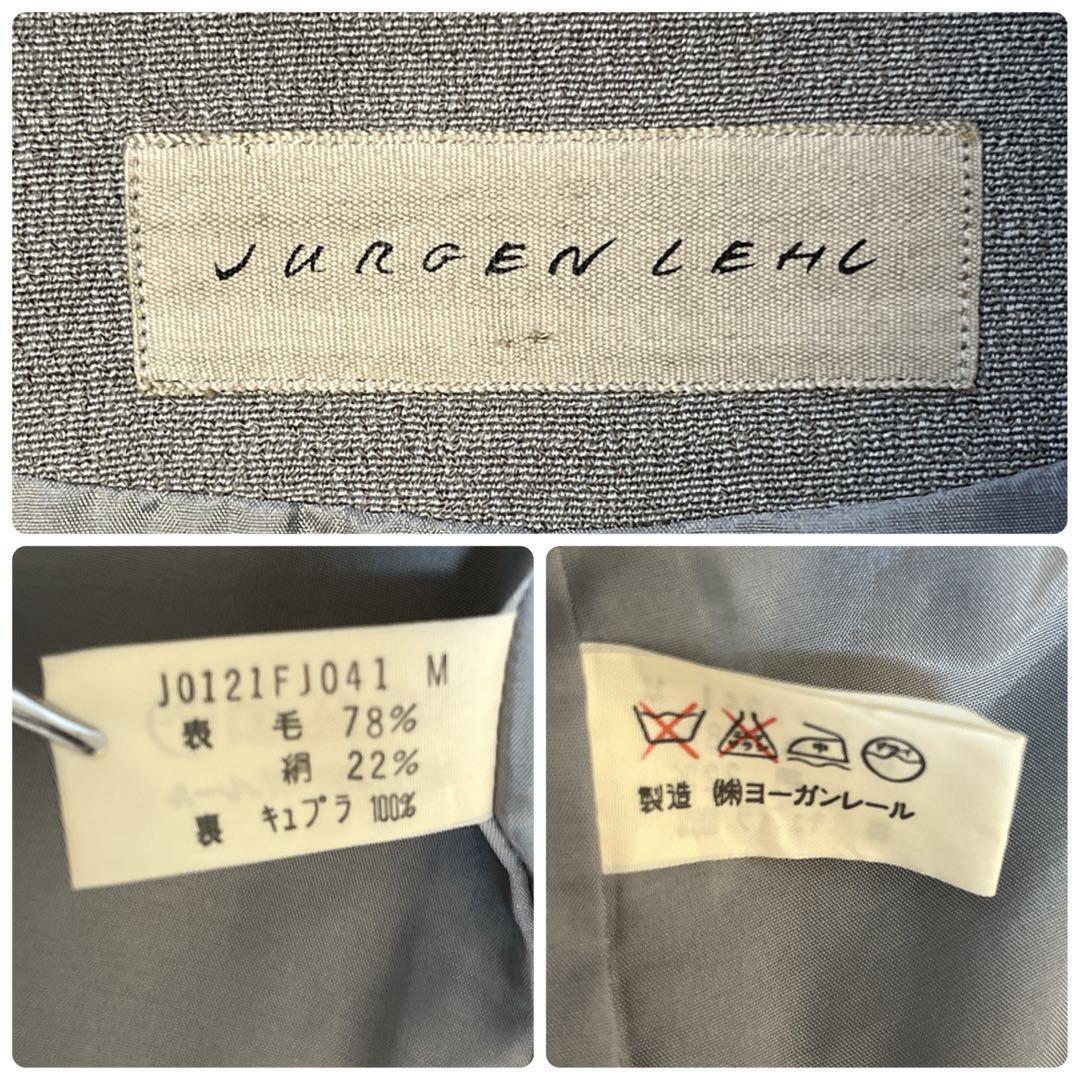 JURGEN LEHL
J0121FJ041 M
表 毛 78%
絹 22%
裏 キュプラ 100%
中
製造 ㈱ヨーガンレール